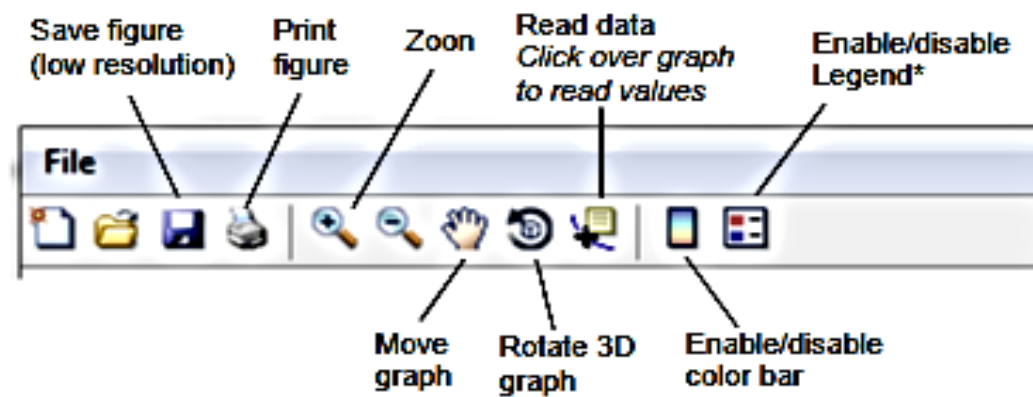 Save figure
(low resolution)
Print
figure
Zoon
Read data
Click over graph
to read values
Enable/disable
Legend*
File
Move
graph
Rotate 3D
graph
Enable/disable
color bar